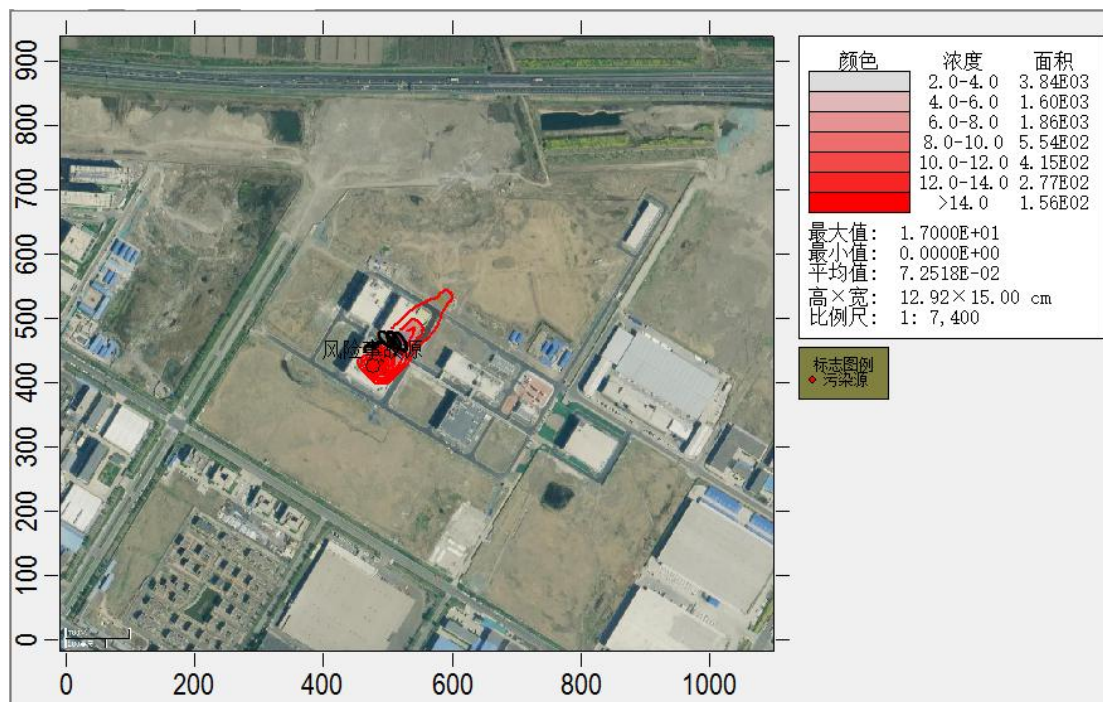 颜色 浓度 面积
2.0-4.0 3.84E03
4.0-6.0 1.60E03
6.0-8.0 1.86E03
8.0-10.0 5.54E02
10.0-12.0 4.15E02
12.0-14.0 2.77E02
>14.0 1.56E02
最大值: 1.7000E+01
最小值: 0.0000E+00
平均值: 7.2518E-02
高×宽: 12.92×15.00 cm
比例尺: 1: 7,400
标志图例
污染源
900
800
700
600
500
400
300
200
100
0
风险事故源
0 200 400 600 800 1000